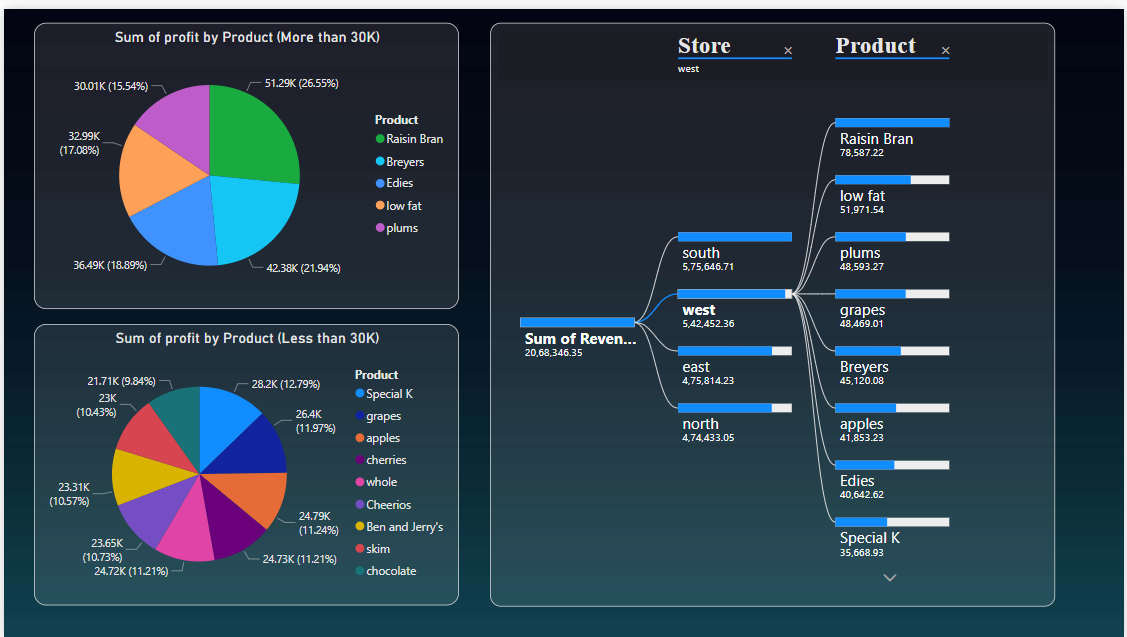 Sum of profit by Product (More than 30K)
51.29K (26.55%)
42.38K (21.94%)
36.49K (18.89%)
32.99K
(17.08%)
30.01K (15.54%)
Product
Raisin Bran
Breyers
Edies
low fat
plums
Sum of profit by Product (Less than 30K)
28.2K (12.79%)
26.4K
(11.97%)
24.79K
(11.24%)
24.73K (11.21%)
24.72K (11.21%)
23.65K
(10.73%)
23.31K
(10.57%)
23K
(10.43%)
21.71K (9.84%)
Product
Special K
grapes
apples
cherries
whole
Cheerios
Ben and Jerry's
skim
chocolate
Store
west
Product
Sum of Reven...
20,68,346.35
south
5,75,646.71
west
5,42,452.36
east
4,75,814.23
north
4,74,433.05
Raisin Bran
78,587.22
low fat
51,971.54
plums
48,593.27
grapes
48,469.01
Breyers
45,120.08
apples
41,853.23
Edies
40,642.62
Special K
35,668.93